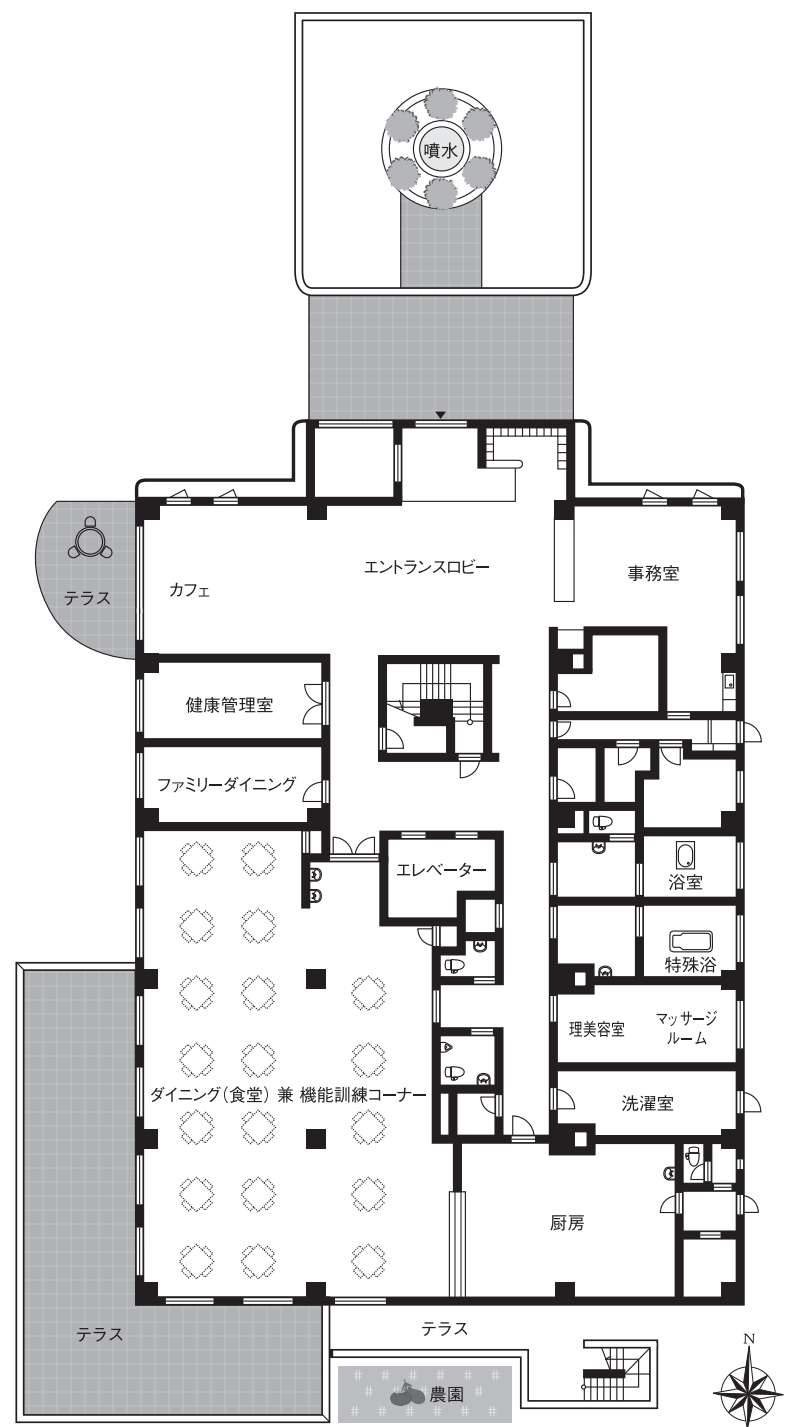 噴水
エントランスロビー
事務室
カフェ
テラス
健康管理室
ファミリーダイニング
エレベーター
浴室
特殊浴
理美容室
マッサージ
ルーム
ダイニング(食堂) 兼 機能訓練コーナー
洗濯室
厨房
テラス
テラス
農園
N